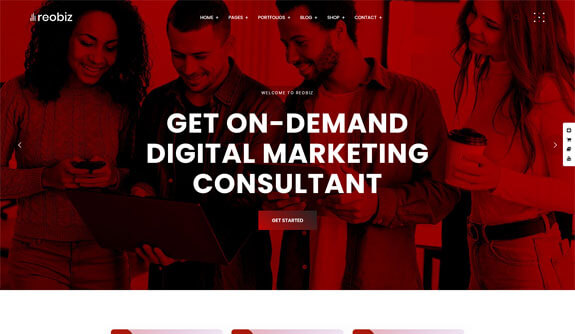 reobiz
HOME + PAGES + PORTFOLIOS + BLOG + SHOP + CONTACT +
WELCOME TO REOBIZ
GET ON-DEMAND
DIGITAL MARKETING
CONSULTANT
GET STARTED